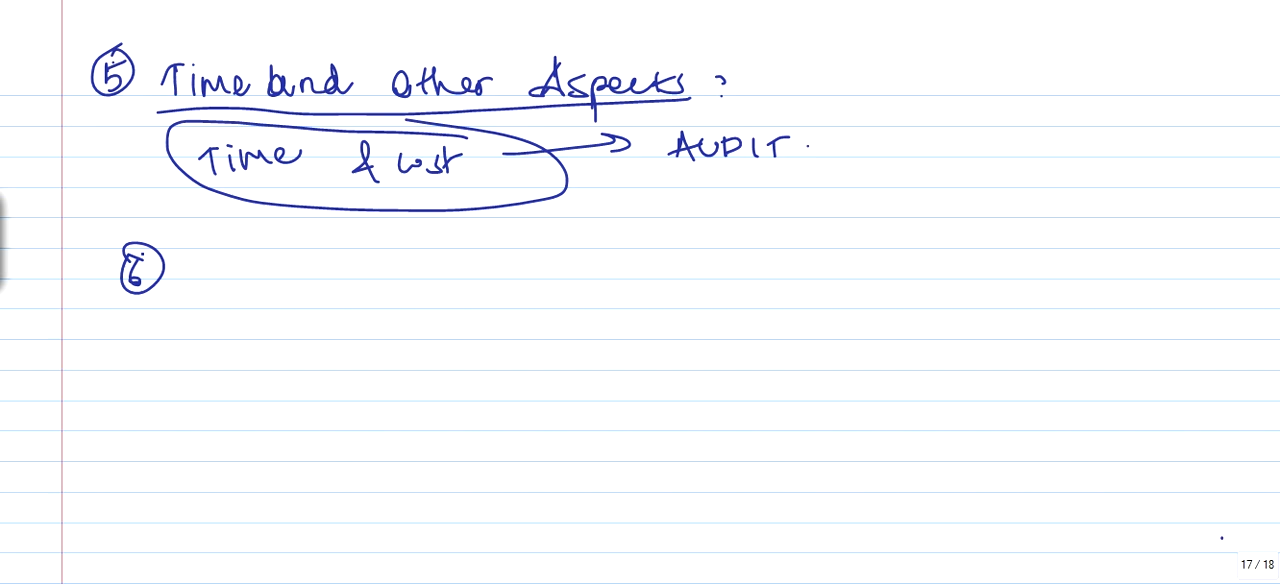 ⑤ Time and Other Aspects :
Time & cost → AUDIT.
⑥
17 / 18